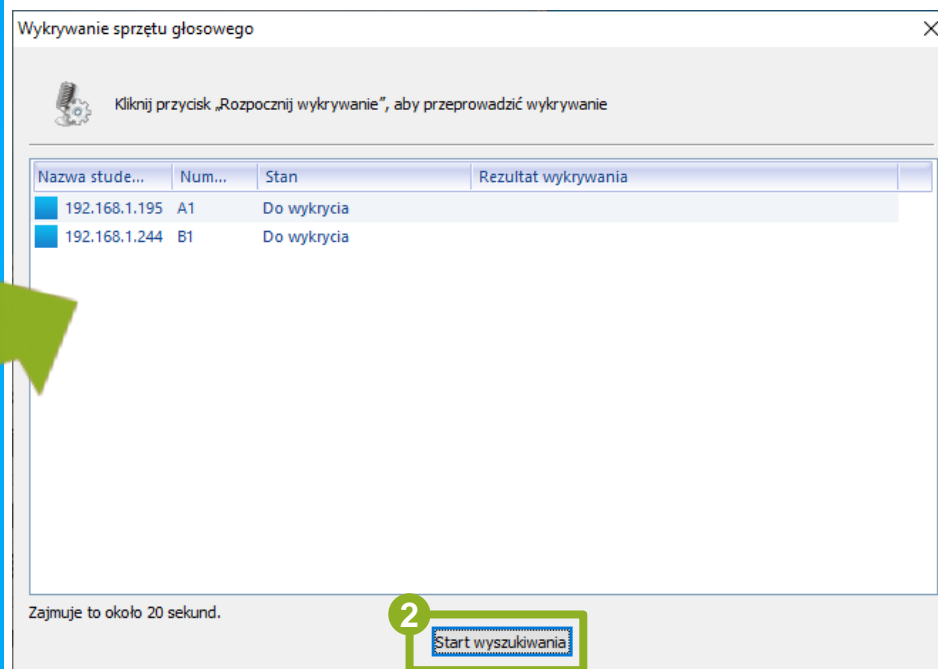 Wykrywanie sprzętu głosowego
Kliknij przycisk „Rozpocznij wykrywanie”, aby przeprowadzić wykrywanie
Nazwa stude... Num... Stan Rezultat wykrywania
192.168.1.195 A1 Do wykrycia
192.168.1.244 B1 Do wykrycia
Zajmuje to około 20 sekund.
2
Start wyszukiwania